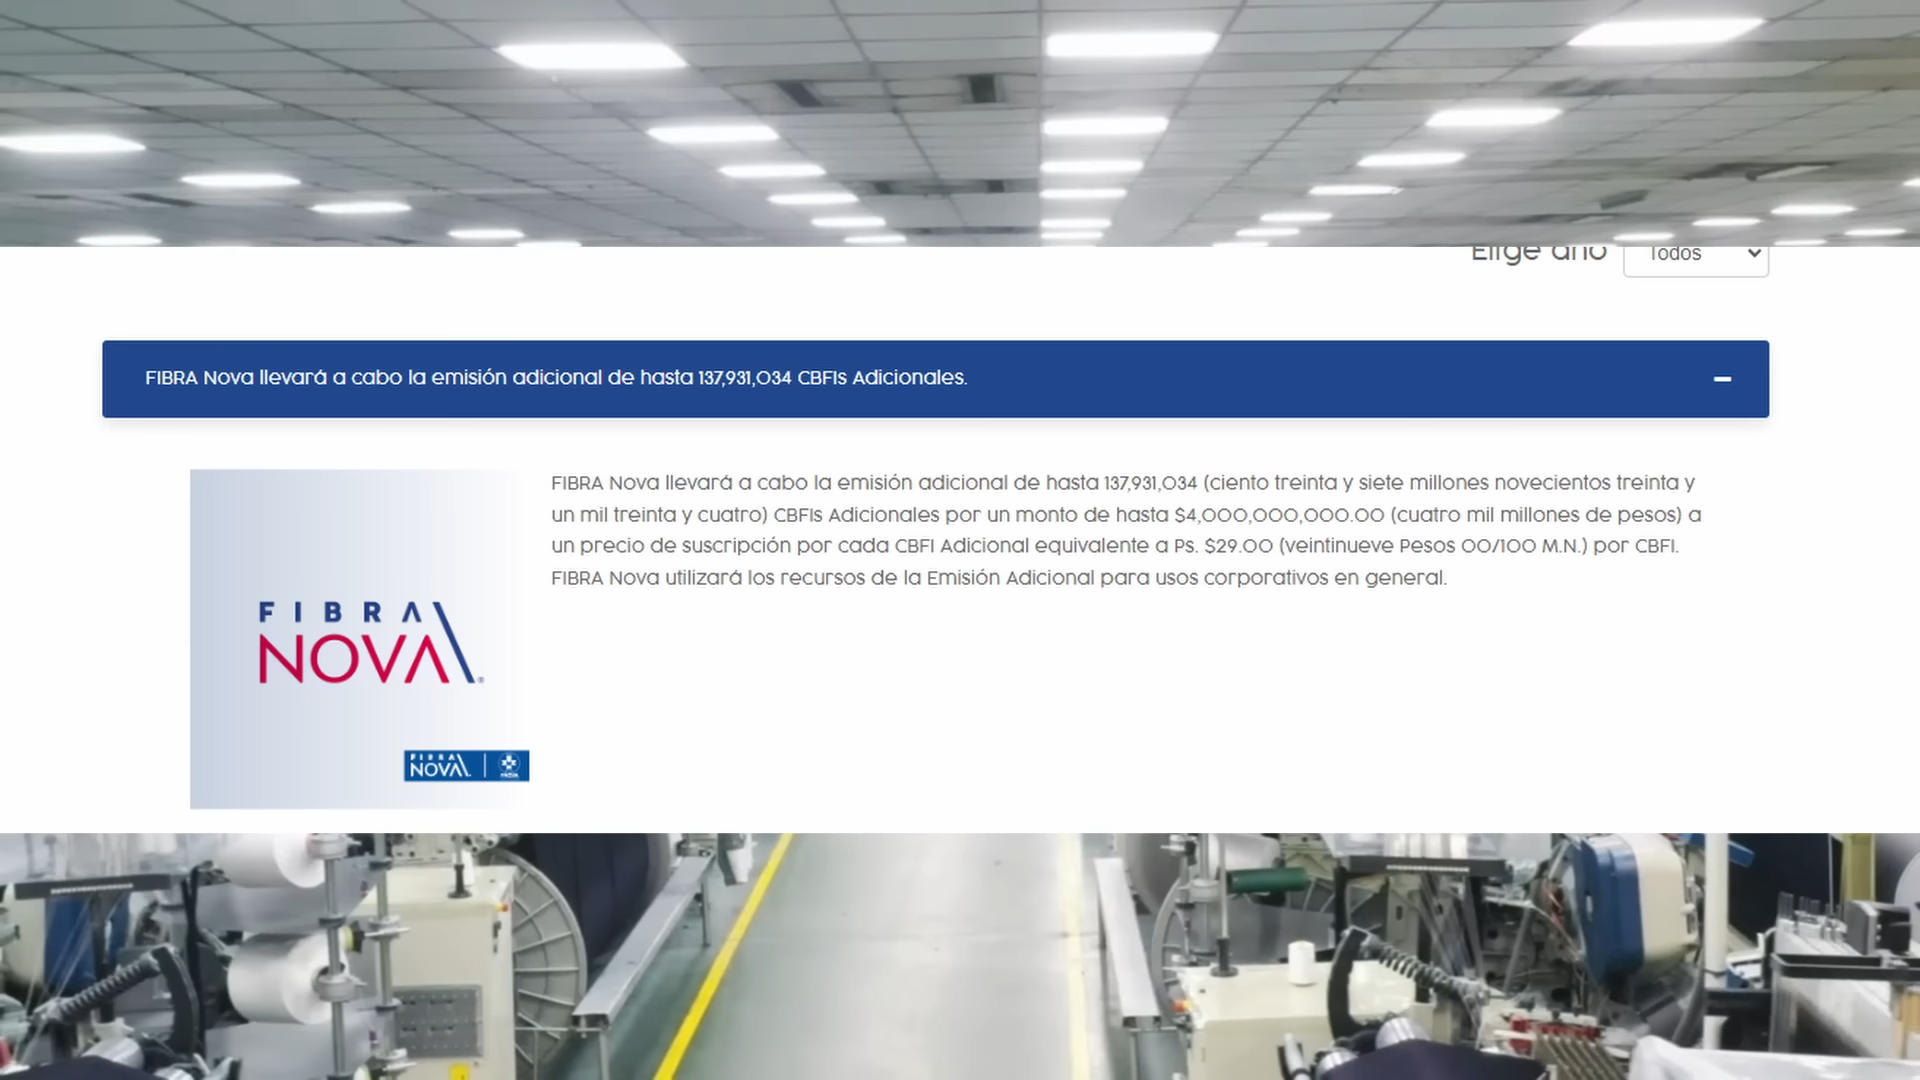 Elige año Todos
FIBRA Nova llevará a cabo la emisión adicional de hasta 137,931,034 CBFIs Adicionales.
FIBRA Nova llevará a cabo la emisión adicional de hasta 137,931,034 (ciento treinta y siete millones novecientos treinta y
un mil treinta y cuatro) CBFIs Adicionales por un monto de hasta $4,000,000,000.00 (cuatro mil millones de pesos) a
un precio de suscripción por cada CBFI Adicional equivalente a Ps. $29.00 (veintinueve Pesos 00/100 M.N.) por CBFI.
FIBRA Nova utilizará los recursos de la Emisión Adicional para usos corporativos en general.
FIBRA
NOVA
FIBRA
NOVA